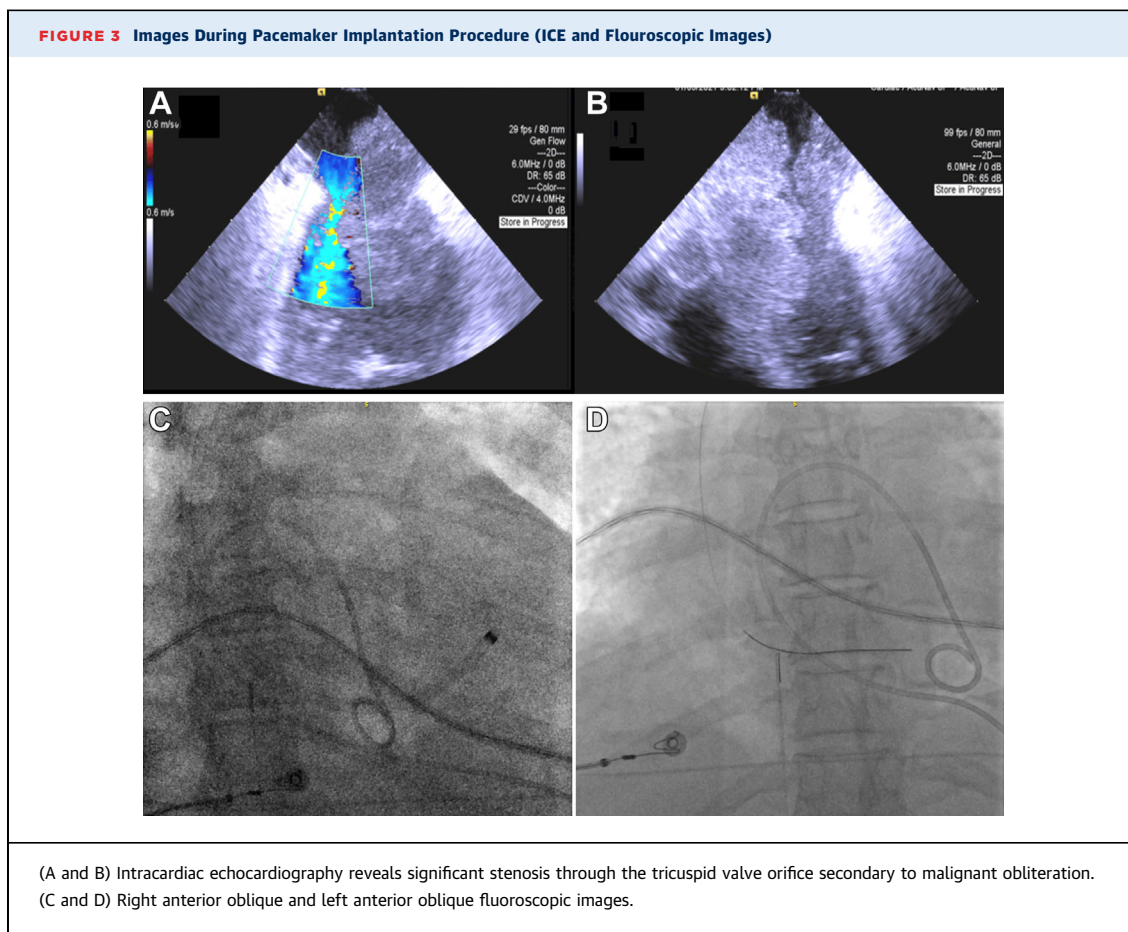 FIGURE 3 Images During Pacemaker Implantation Procedure (ICE and Flouroscopic Images)
A
0.6 m/s
0.6 m/s
29 fps / 80 mm
Gen Flow
---2D---
6.0MHz / 0 dB
DR: 65 dB
---Color---
CDV / 4.0MHz
0 dB
Store in Progress
B
99 fps / 80 mm
General
---2D---
6.0MHz / 0 dB
DR: 65 dB
Store in Progress
C
D
(A and B) Intracardiac echocardiography reveals significant stenosis through the tricuspid valve orifice secondary to malignant obliteration.
(C and D) Right anterior oblique and left anterior oblique fluoroscopic images.